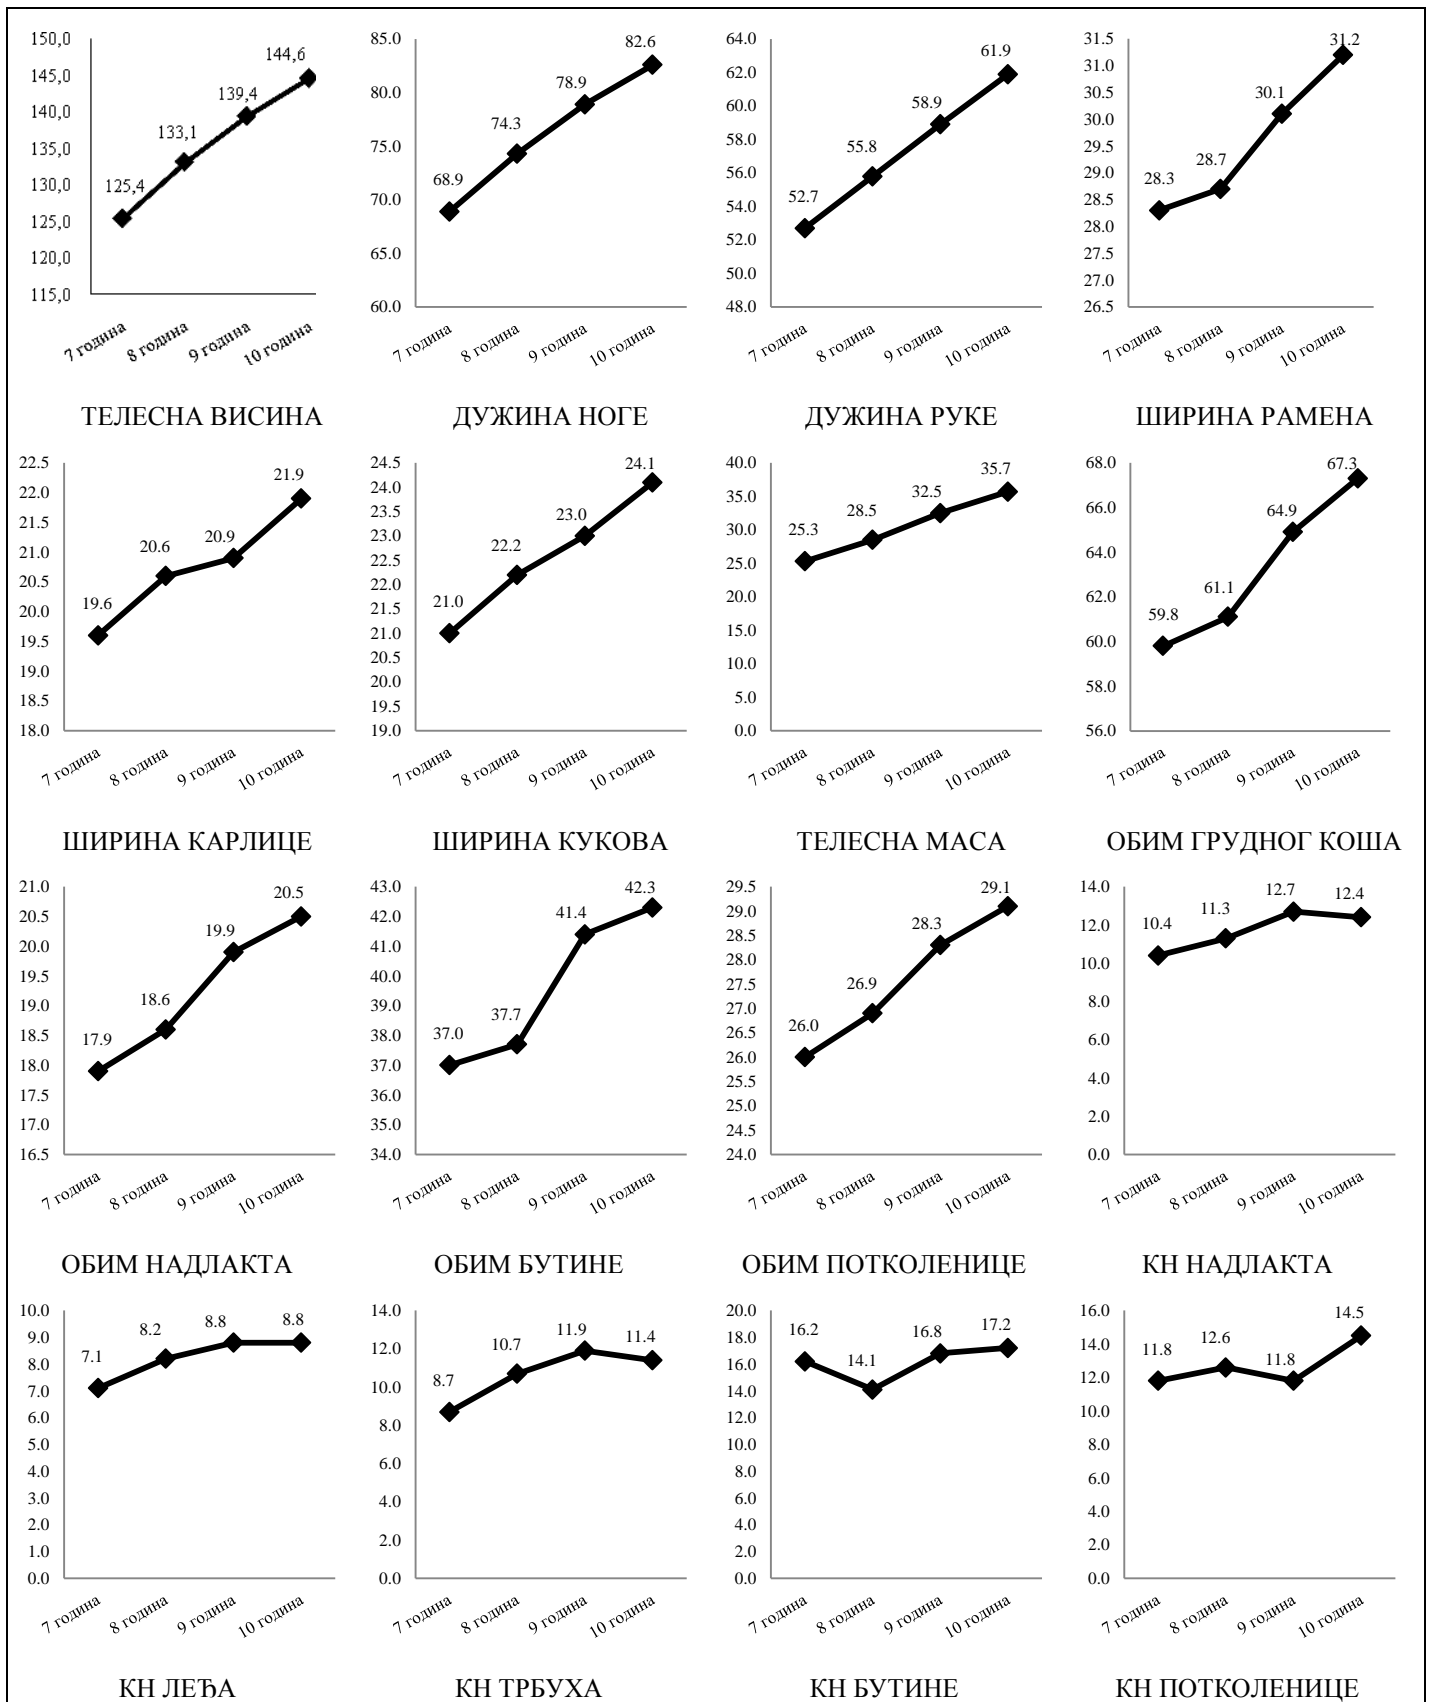 150,0
145,0
140,0
135,0
130,0
125,0
120,0
115,0
125,4
133,1
139,4
144,6
7 година
8 година
9 година
10 година
ТЕЛЕСНА ВИСИНА
85.0
80.0
75.0
70.0
65.0
60.0
68.9
74.3
78.9
82.6
7 година
8 година
9 година
10 година
ДУЖИНА НОГЕ
64.0
62.0
60.0
58.0
56.0
54.0
52.0
50.0
48.0
52.7
55.8
58.9
61.9
7 година
8 година
9 година
10 година
ДУЖИНА РУКЕ
31.5
31.0
30.5
30.0
29.5
29.0
28.5
28.0
27.5
27.0
26.5
28.3
28.7
30.1
31.2
7 година
8 година
9 година
10 година
ШИРИНА РАМЕНА
22.5
22.0
21.5
21.0
20.5
20.0
19.5
19.0
18.5
18.0
19.6
20.6
20.9
21.9
7 година
8 година
9 година
10 година
ШИРИНА КАРЛИЦЕ
24.5
24.0
23.5
23.0
22.5
22.0
21.5
21.0
20.5
20.0
19.5
19.0
21.0
22.2
23.0
24.1
7 година
8 година
9 година
10 година
ШИРИНА КУКОВА
40.0
35.0
30.0
25.0
20.0
15.0
10.0
5.0
0.0
25.3
28.5
32.5
35.7
7 година
8 година
9 година
10 година
ТЕЛЕСНА МАСА
68.0
66.0
64.0
62.0
60.0
58.0
56.0
59.8
61.1
64.9
67.3
7 година
8 година
9 година
10 година
ОБИМ ГРУДНОГ КОША
21.0
20.5
20.0
19.5
19.0
18.5
18.0
17.5
17.0
16.5
17.9
18.6
19.9
20.5
7 година
8 година
9 година
10 година
ОБИМ НАДЛАКТА
43.0
42.0
41.0
40.0
39.0
38.0
37.0
36.0
35.0
34.0
37.0
37.7
41.4
42.3
7 година
8 година
9 година
10 година
ОБИМ БУТИНЕ
29.5
29.0
28.5
28.0
27.5
27.0
26.5
26.0
25.5
25.0
24.5
24.0
26.0
26.9
28.3
29.1
7 година
8 година
9 година
10 година
ОБИМ ПОТКОЛЕНИЦЕ
14.0
12.0
10.0
8.0
6.0
4.0
2.0
0.0
10.4
11.3
12.7
12.4
7 година
8 година
9 година
10 година
КН НАДЛАКТА
10.0
9.0
8.0
7.0
6.0
5.0
4.0
3.0
2.0
1.0
0.0
7.1
8.2
8.8
8.8
7 година
8 година
9 година
10 година
КН ЛЕЂА
14.0
12.0
10.0
8.0
6.0
4.0
2.0
0.0
8.7
10.7
11.9
11.4
7 година
8 година
9 година
10 година
КН ТРБУХА
20.0
18.0
16.0
14.0
12.0
10.0
8.0
6.0
4.0
2.0
0.0
16.2
14.1
16.8
17.2
7 година
8 година
9 година
10 година
КН БУТИНЕ
16.0
14.0
12.0
10.0
8.0
6.0
4.0
2.0
0.0
11.8
12.6
11.8
14.5
7 година
8 година
9 година
10 година
КН ПОТКОЛЕНИЦЕ